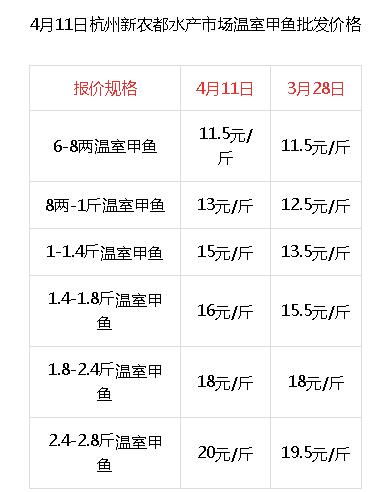 4月11日杭州新农都水产市场温室甲鱼批发价格
报价规格 4月11日 3月28日
6-8两温室甲鱼 11.5元/斤 11.5元/斤
8两-1斤温室甲鱼 13元/斤 12.5元/斤
1-1.4斤温室甲鱼 15元/斤 13.5元/斤
1.4-1.8斤温室甲鱼 16元/斤 15.5元/斤
1.8-2.4斤温室甲鱼 18元/斤 18元/斤
2.4-2.8斤温室甲鱼 20元/斤 19.5元/斤